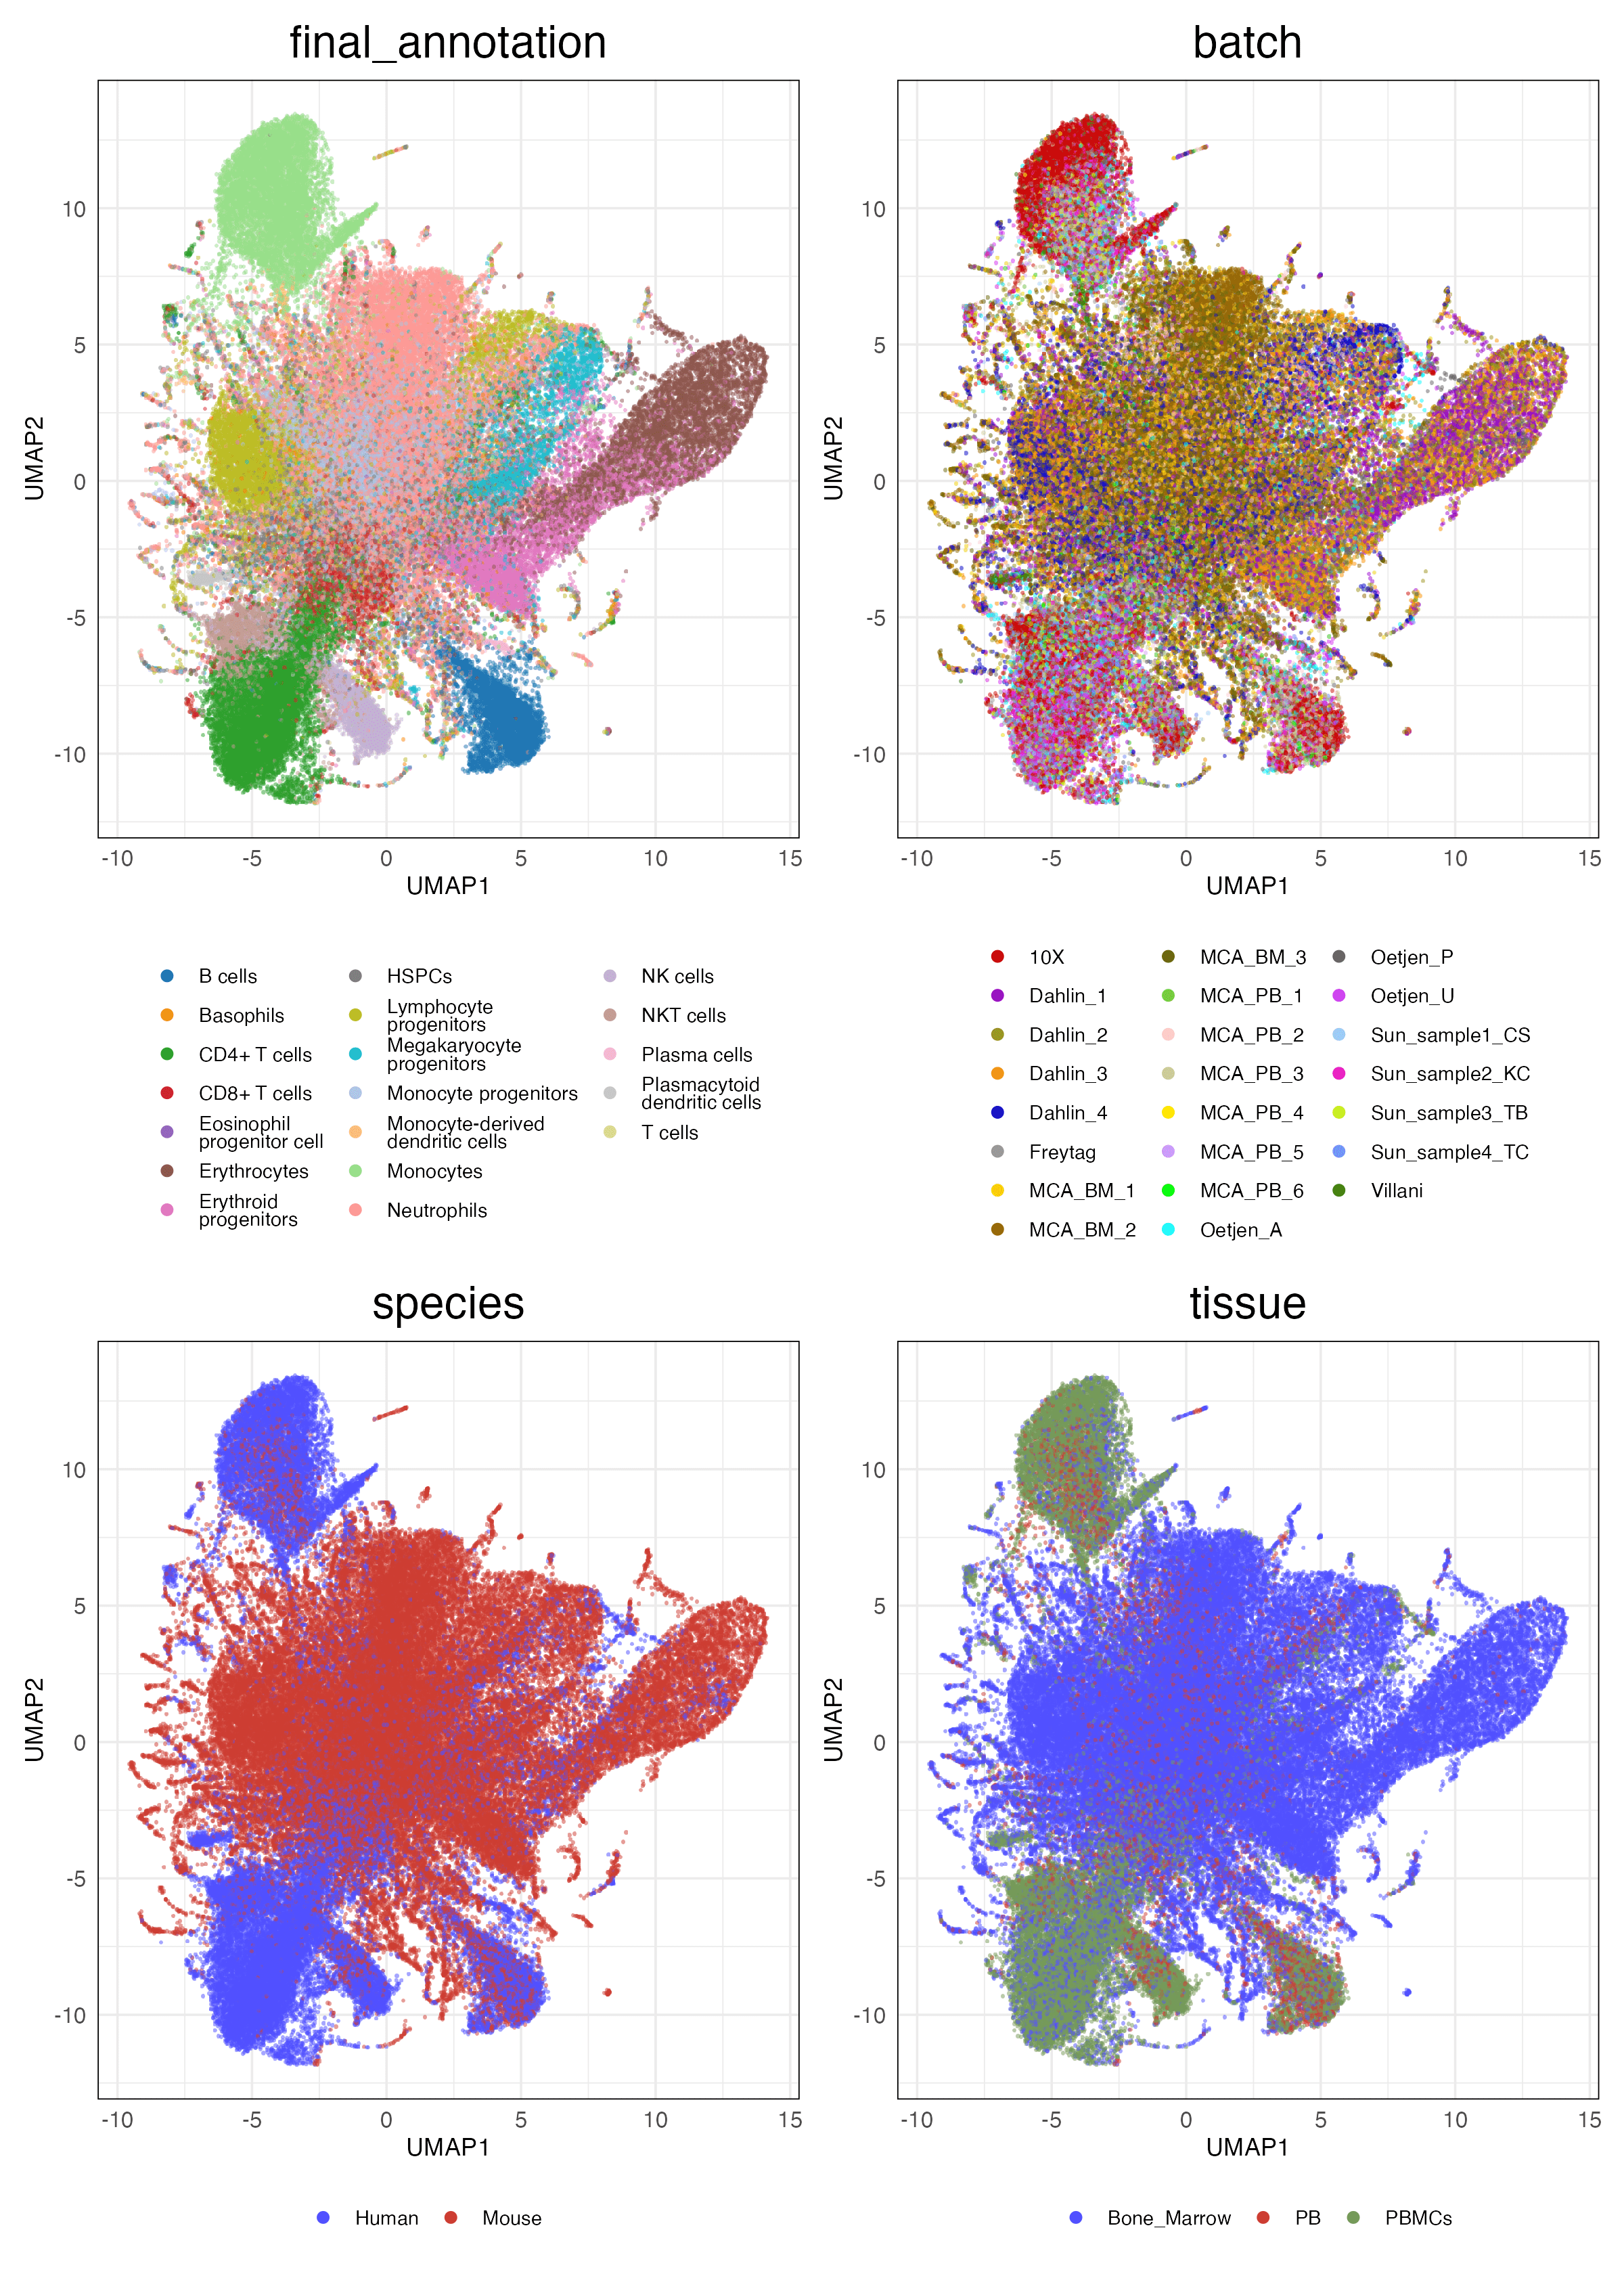 final_annotation
batch
10
5
0
-5
-10
-10
-5
0
5
10
15
UMAP1
UMAP2
10
5
0
-5
-10
-10
-5
0
5
10
15
UMAP1
UMAP2
B cells
Basophils
CD4+ T cells
CD8+ T cells
Eosinophil
progenitor cell
Erythrocytes
Erythroid
progenitors
HSPCs
Lymphocyte
progenitors
Megakaryocyte
progenitors
Monocyte progenitors
Monocyte-derived
dendritic cells
Monocytes
Neutrophils
NK cells
NKT cells
Plasma cells
Plasmacytoid
dendritic cells
T cells
10X
Dahlin_1
Dahlin_2
Dahlin_3
Dahlin_4
Freytag
MCA_BM_1
MCA_BM_2
MCA_BM_3
MCA_PB_1
MCA_PB_2
MCA_PB_3
MCA_PB_4
MCA_PB_5
MCA_PB_6
Oetjen_A
Oetjen_P
Oetjen_U
Sun_sample1_CS
Sun_sample2_KC
Sun_sample3_TB
Sun_sample4_TC
Villani
species
tissue
10
5
0
-5
-10
-10
-5
0
5
10
15
UMAP1
UMAP2
10
5
0
-5
-10
-10
-5
0
5
10
15
UMAP1
UMAP2
Human
Mouse
Bone_Marrow
PB
PBMCs